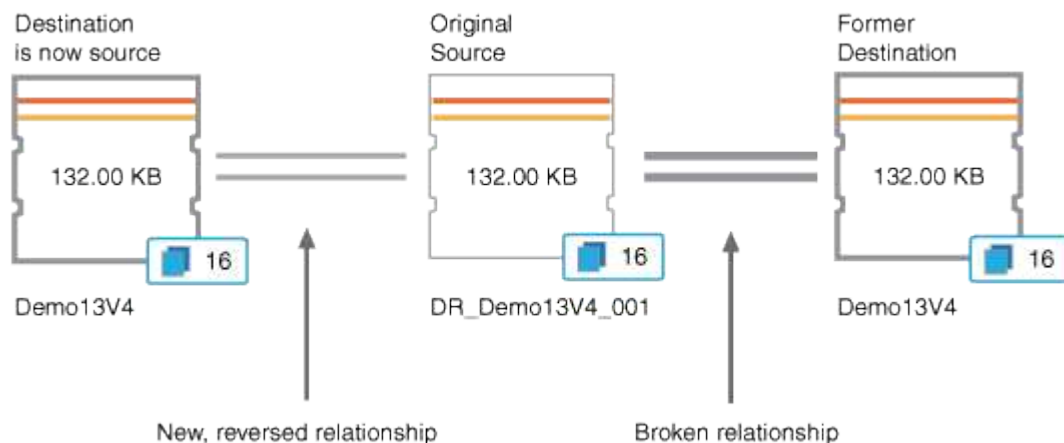 Destination
is now source
Original
Source
Former
Destination
132.00 KB
132.00 KB
132.00 KB
16
16
16
Demo13V4
DR_Demo13V4_001
Demo13V4
New, reversed relationship
Broken relationship